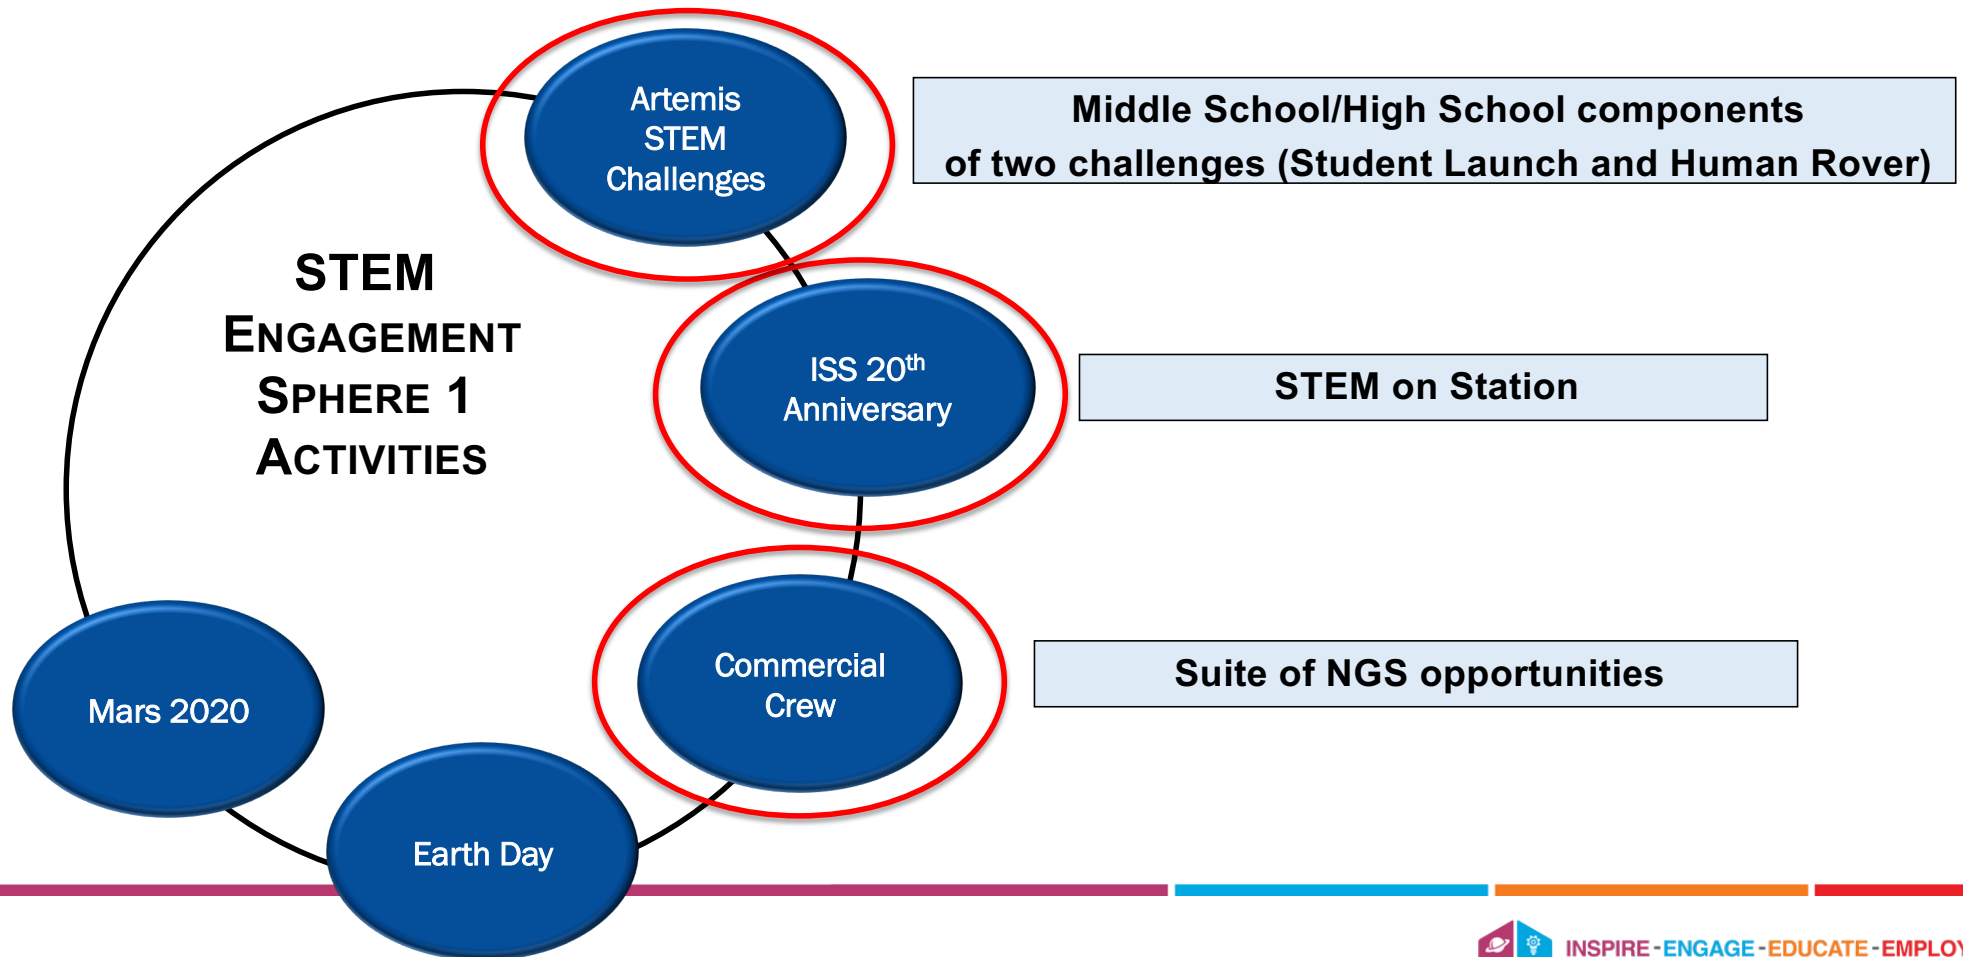 Artemis
STEM
Challenges
Middle School/High School components
of two challenges (Student Launch and Human Rover)
STEM
ENGAGEMENT
SPHERE 1
ACTIVITIES
ISS 20th
Anniversary
STEM on Station
Commercial
Crew
Suite of NGS opportunities
Mars 2020
Earth Day
INSPIRE - ENGAGE - EDUCATE - EMPLOY